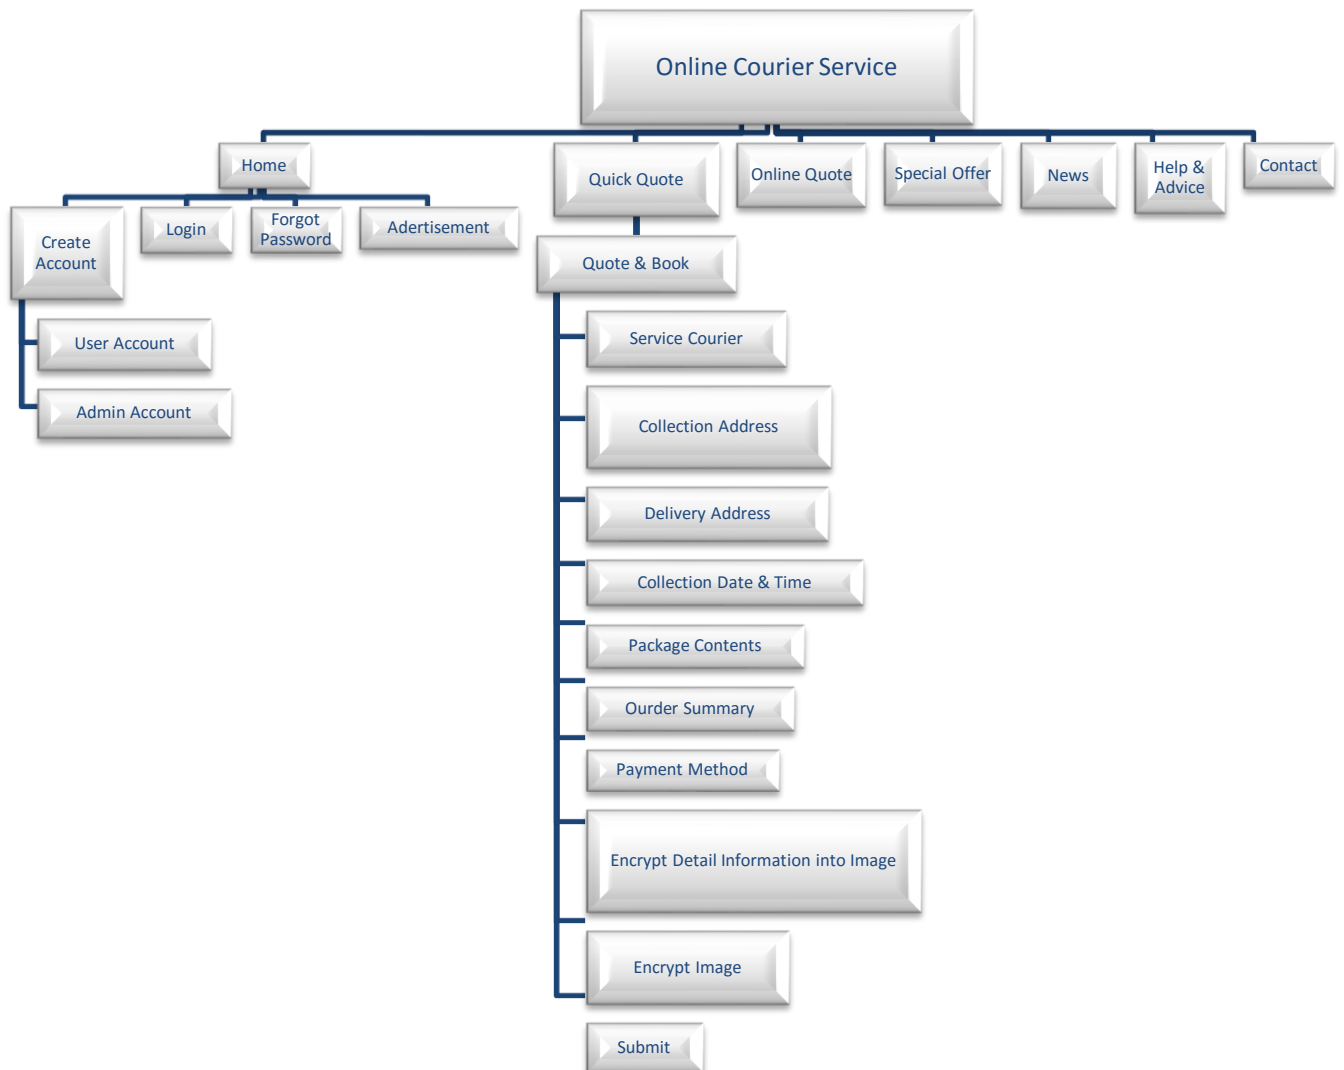 Online Courier Service
Home
Quick Quote
Online Quote
Special Offer
News
Help &
Advice
Contact
Create
Account
Login
Forgot
Password
Adertisement
User Account
Admin Account
Quote & Book
Service Courier
Collection Address
Delivery Address
Collection Date & Time
Package Contents
Ourder Summary
Payment Method
Encrypt Detail Information into Image
Encrypt Image
Submit